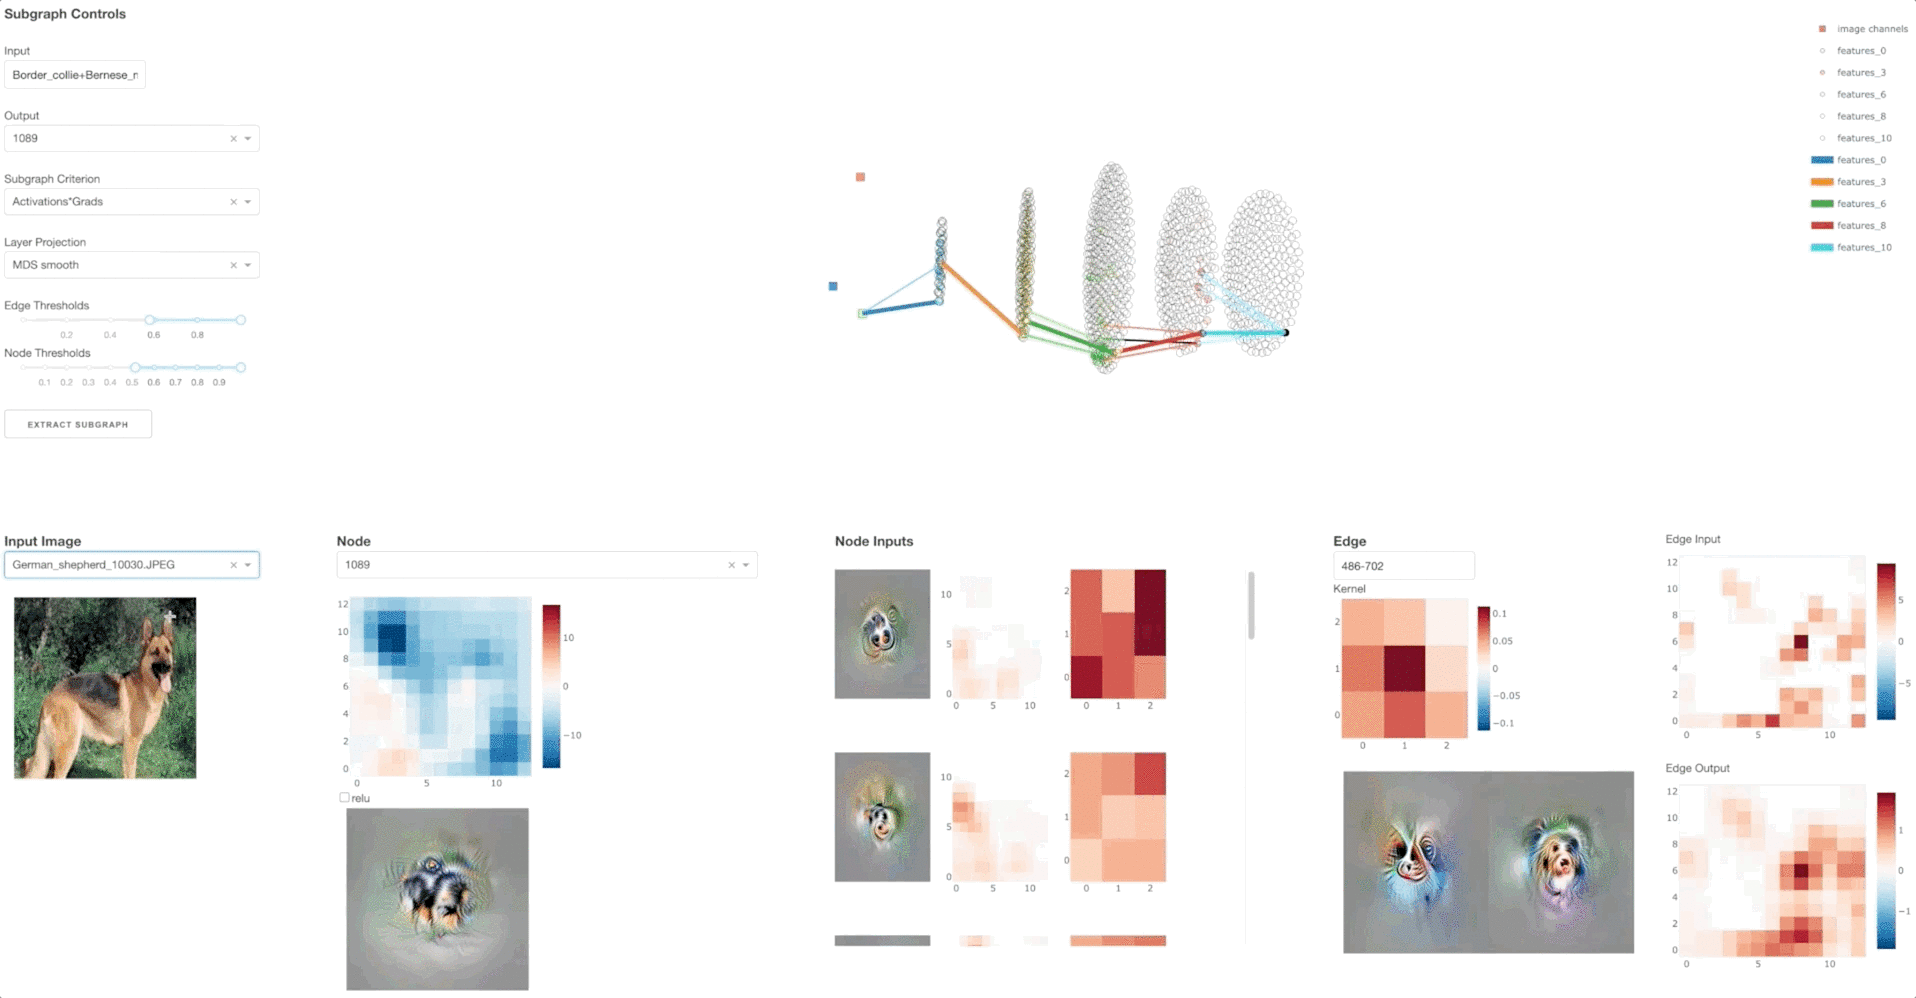 Subgraph Controls
Input
Border_collie+Bernese_r
Output
1089
Subgraph Criterion
Activations*Grads
Layer Projection
MDS smooth
Edge Thresholds
0.2 0.4 0.6 0.8
Node Thresholds
0.1 0.2 0.3 0.4 0.5 0.6 0.7 0.8 0.9
EXTRACT SUBGRAPH
image channels
features_0
features_3
features_6
features_8
features_10
features_0
features_3
features_6
features_8
features_10
Input Image
German_shepherd_10030.JPEG
Node
1089
12
10
8
6
4
2
0
0 5 10
10
0
−10
relu
Node Inputs
10
5
0
0 5 10
2
1
0
0 1 2
10
5
0
0 5 10
2
1
0
0 1 2
Edge
486-702
Kernel
2
1
0
0 1 2
0.1
0.05
0
−0.05
−0.1
Edge Input
12
10
8
6
4
2
0
0 5 10
5
0
−5
Edge Output
12
10
8
6
4
2
0
0 5 10
1
0
−1